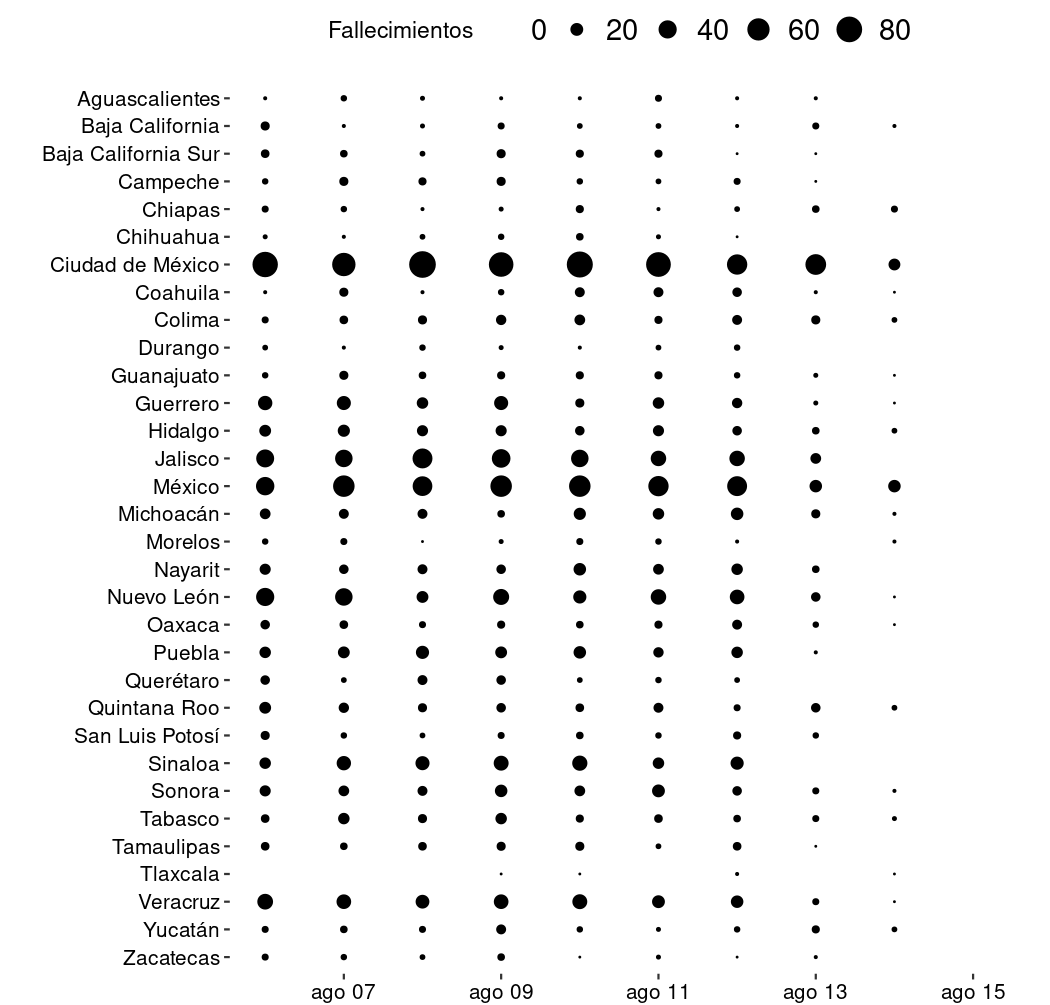 Fallecimientos 0 20 40 60 80
Aguascalientes
Baja California
Baja California Sur
Campeche
Chiapas
Chihuahua
Ciudad de México
Coahuila
Colima
Durango
Guanajuato
Guerrero
Hidalgo
Jalisco
México
Michoacán
Morelos
Nayarit
Nuevo León
Oaxaca
Puebla
Querétaro
Quintana Roo
San Luis Potosí
Sinaloa
Sonora
Tabasco
Tamaulipas
Tlaxcala
Veracruz
Yucatán
Zacatecas
ago 07 ago 09 ago 11 ago 13 ago 15